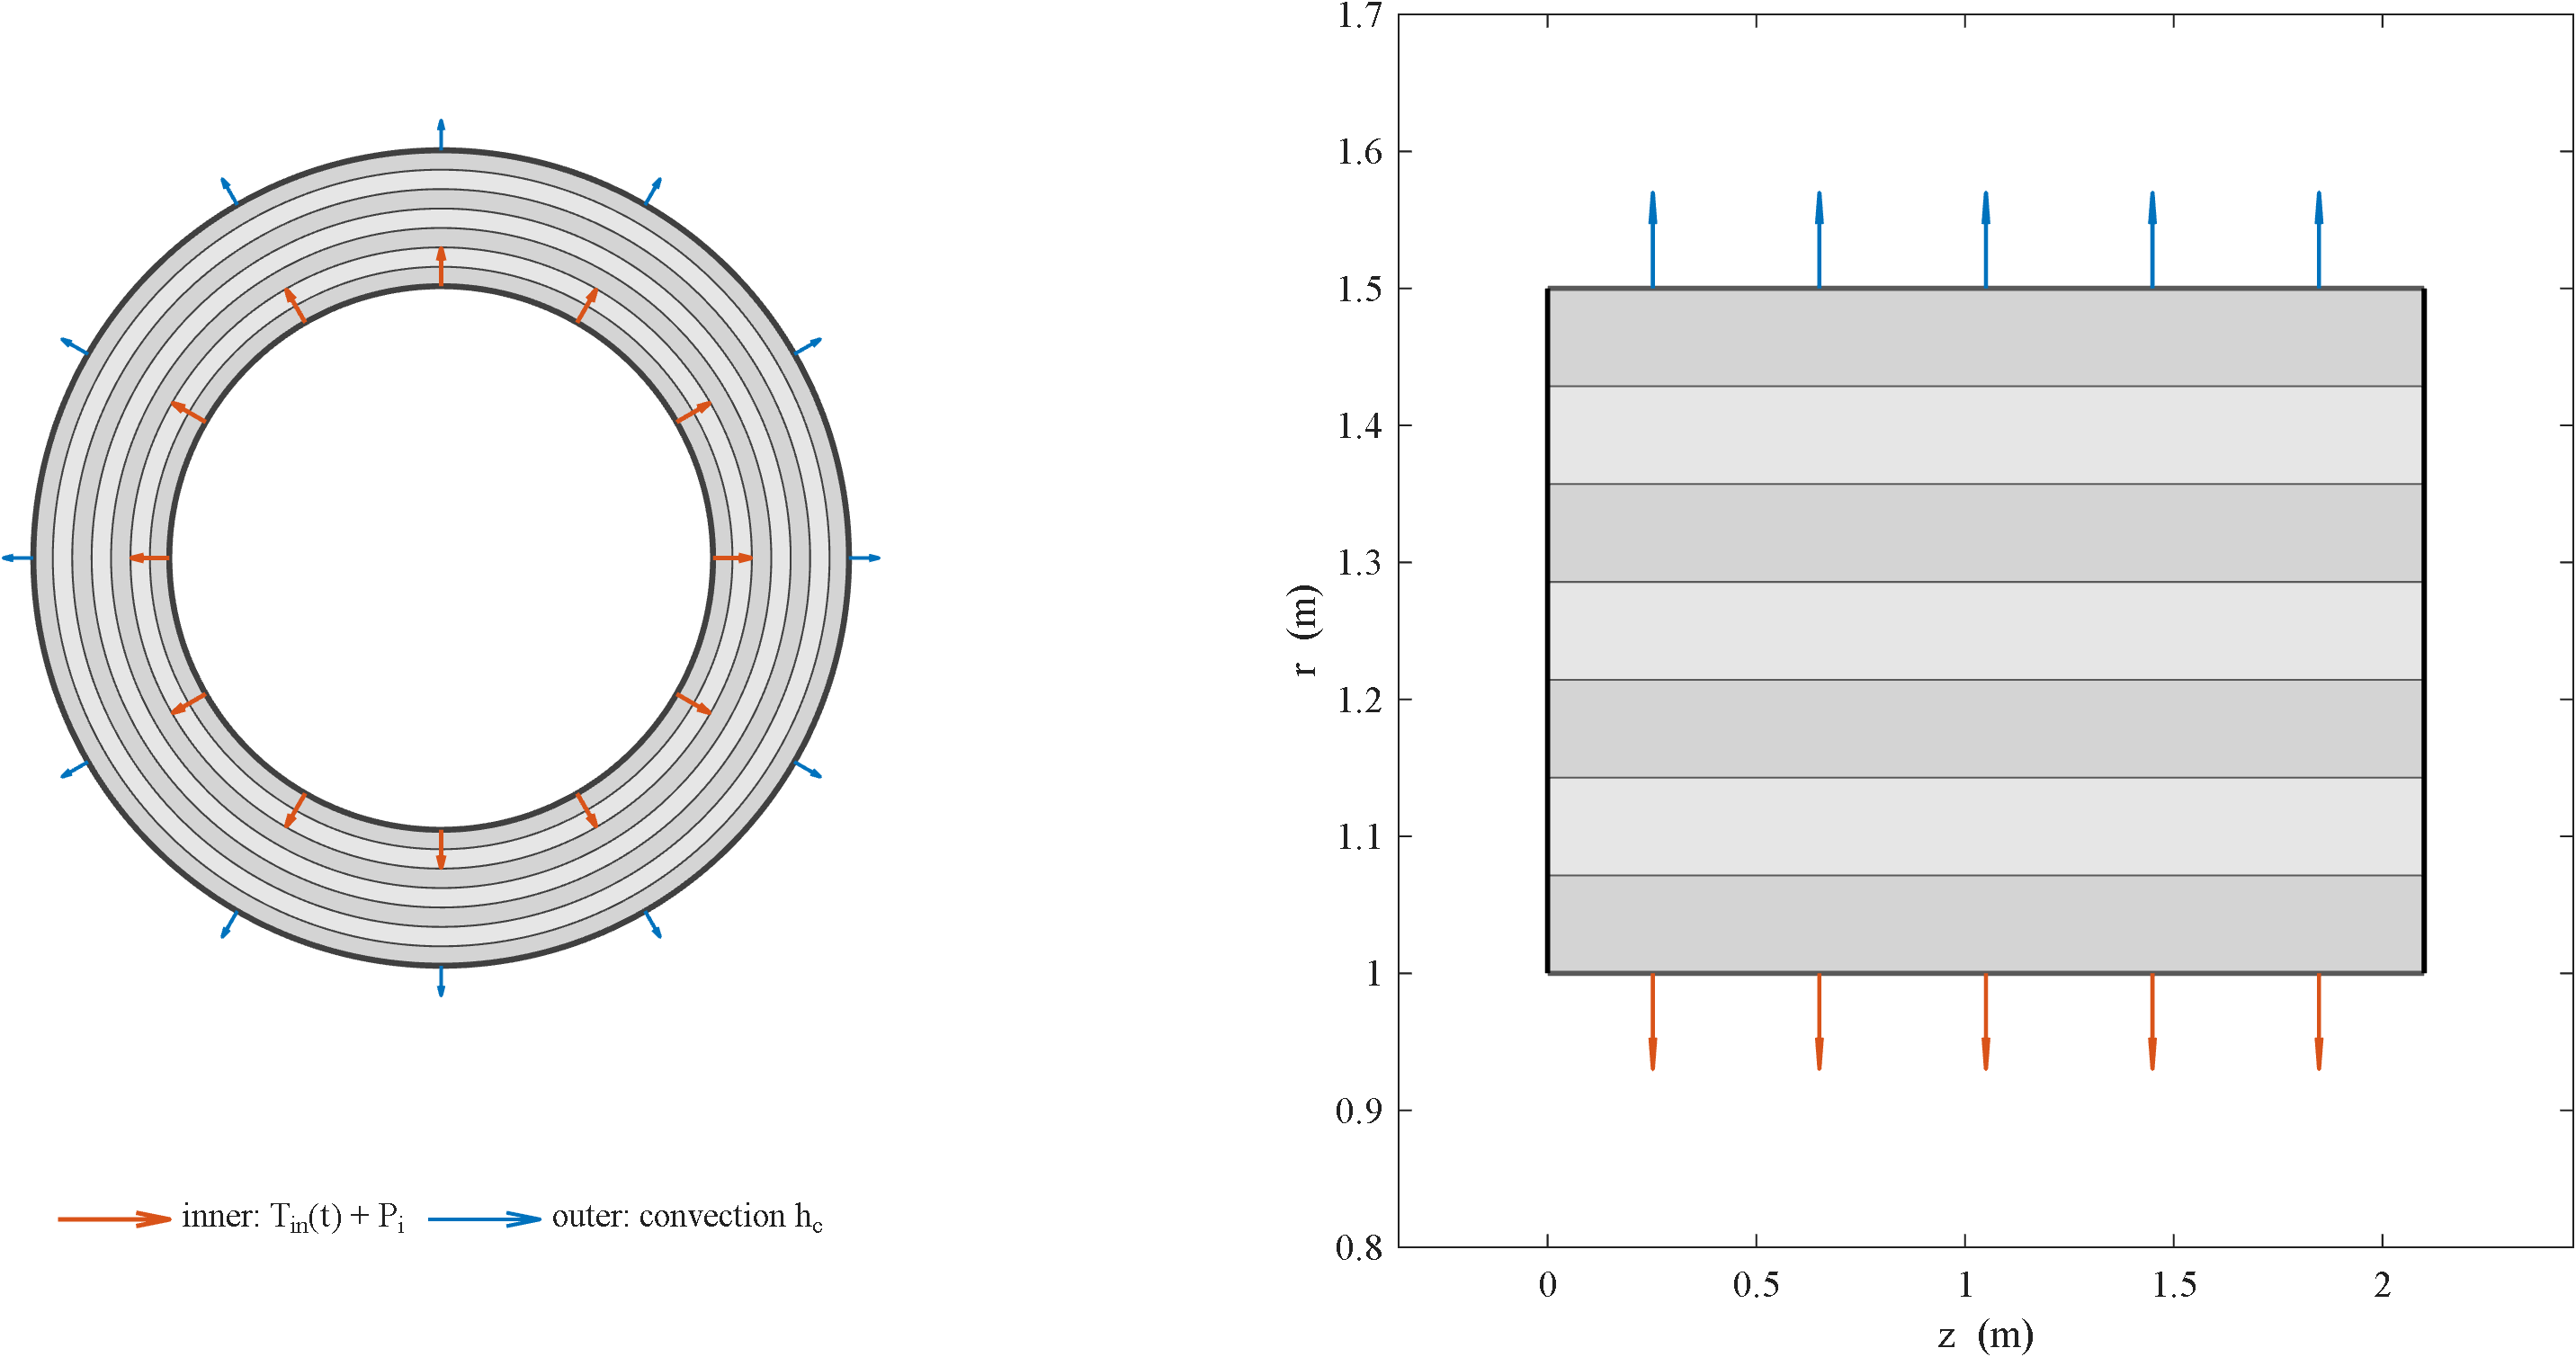 inner: T_in(t) + P_i
outer: convection h_c
1.7
1.6
1.5
1.4
1.3
1.2
1.1
1
0.9
0.8
r (m)
0 0.5 1 1.5 2
z (m)